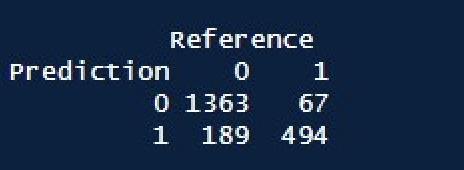 Reference
Prediction 0 1
0 1363 67
1 189 494